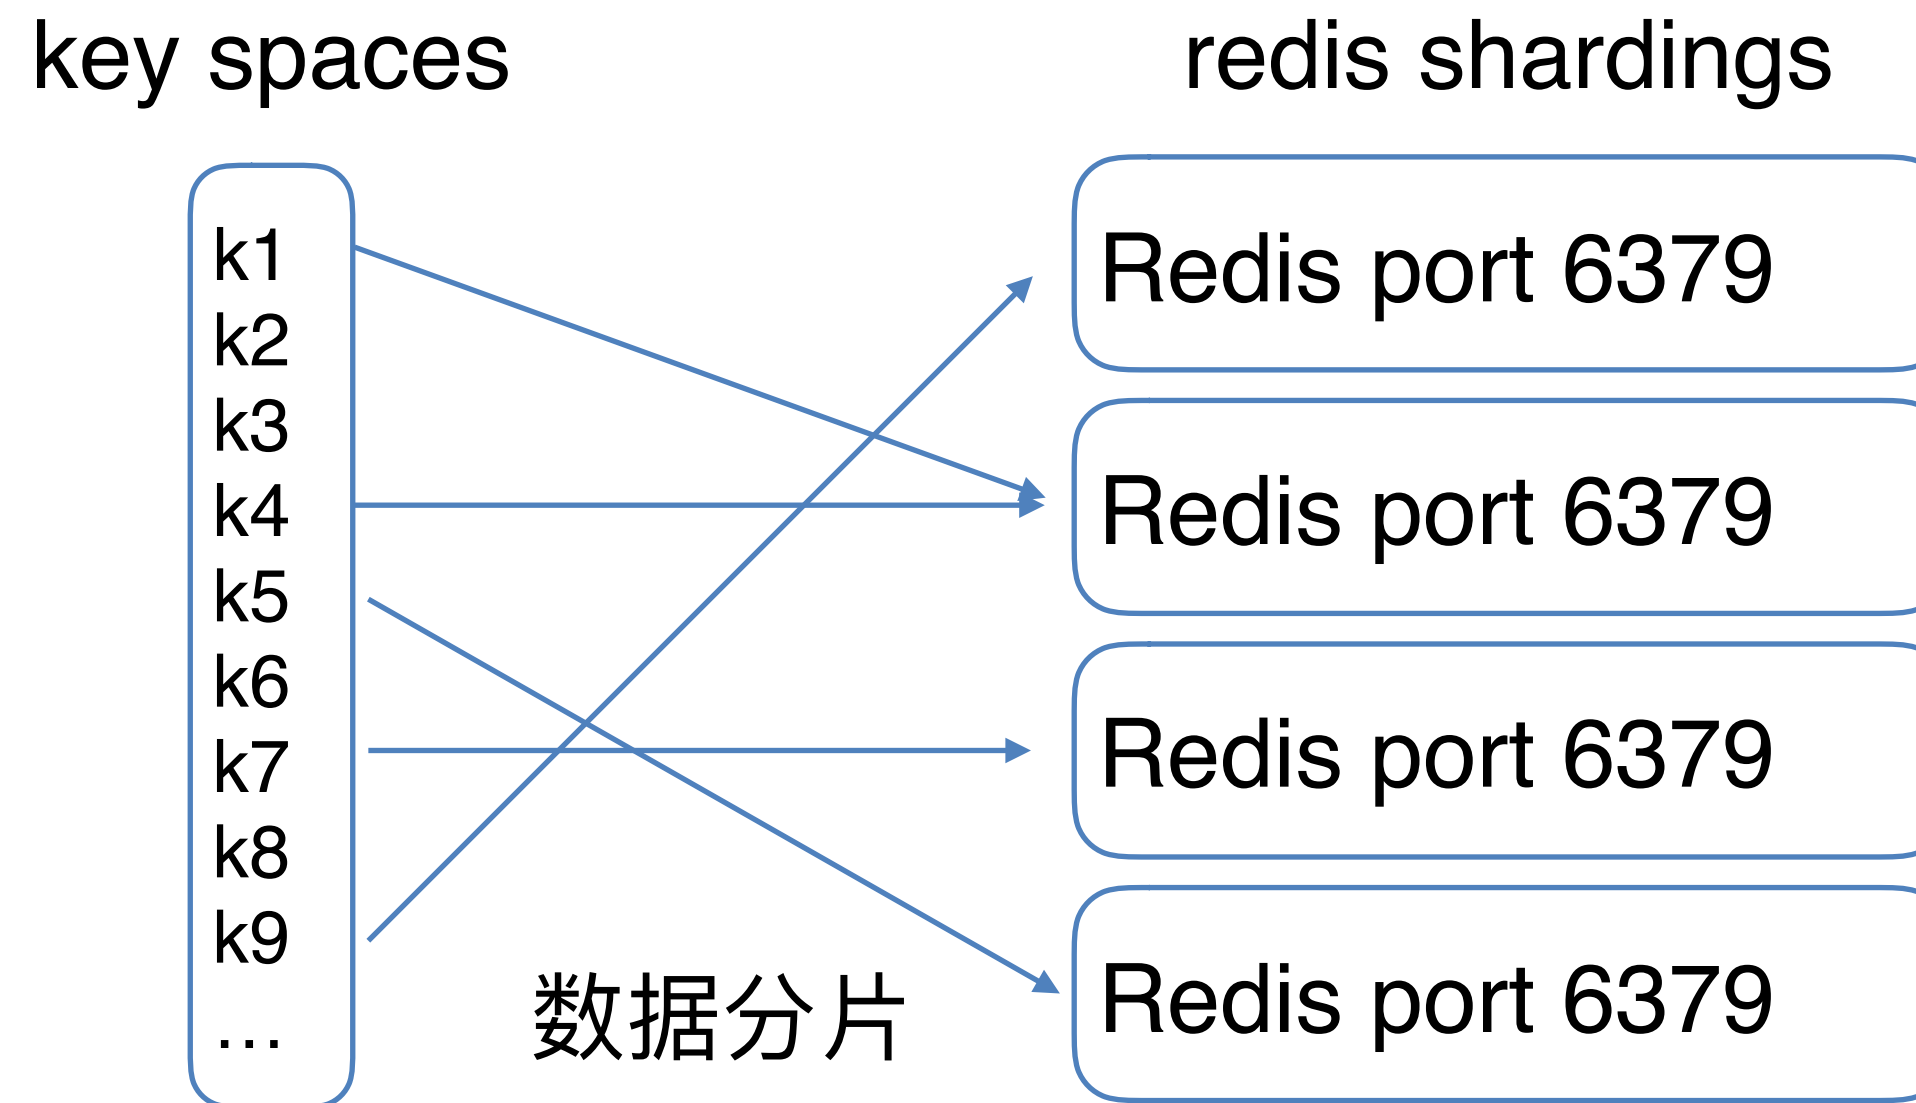 key spaces
redis shardings
k1
k2
k3
k4
k5
k6
k7
k8
k9
...
Redis port 6379
Redis port 6379
Redis port 6379
Redis port 6379
数据分片